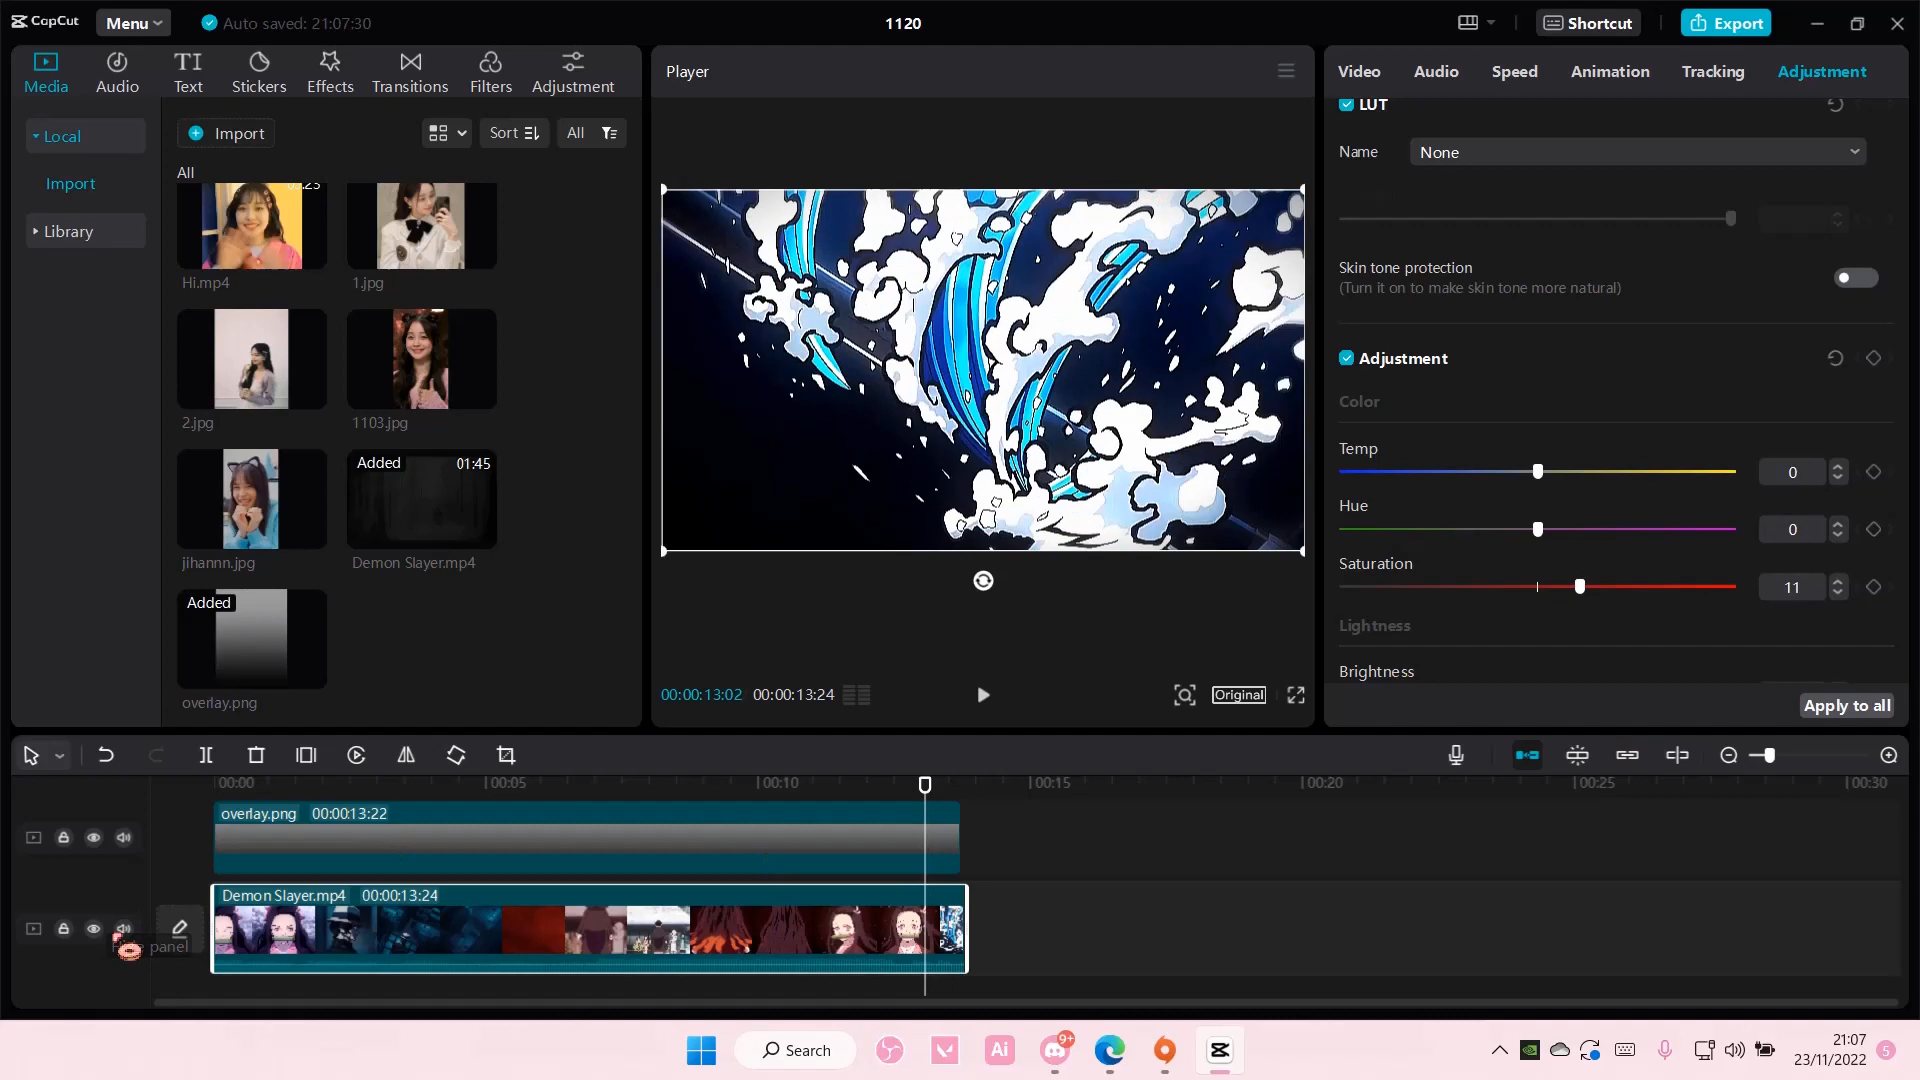 CapCut
Menu
Auto saved: 21:07:30
1120
Shortcut
Export
Media
Audio
Text
Stickers
Effects
Transitions
Filters
Adjustment
Local
Import
Library
Import
Sort
All
All
Hi.mp4
1.jpg
2.jpg
1103.jpg
Added
01:45
jihannn.jpg
Demon Slayer.mp4
Added
overlay.png
Player
00:00:13:02
00:00:13:24
Original
Video
Audio
Speed
Animation
Tracking
Adjustment
LUT
Name
None
Skin tone protection
(Turn it on to make skin tone more natural)
Adjustment
Color
Temp
0
Hue
0
Saturation
11
Lightness
Brightness
Apply to all
00:00
00:05
00:10
00:15
00:20
00:25
00:30
overlay.png 00:00:13:22
Demon Slayer.mp4 00:00:13:24
panel
Search
Ai
9+
21:07
23/11/2022
5